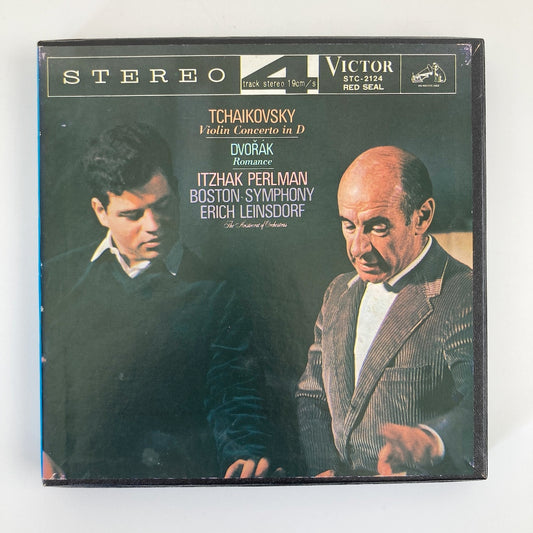 STEREO
4
track stereo 19cm/s
VICTOR
STC-2124
RED SEAL
TCHAIKOVSKY
Violin Concerto in D
DVOŘÁK
Romance
ITZHAK PERLMAN
BOSTON SYMPHONY
ERICH LEINSDORF
The Aristocrat of Orchestras